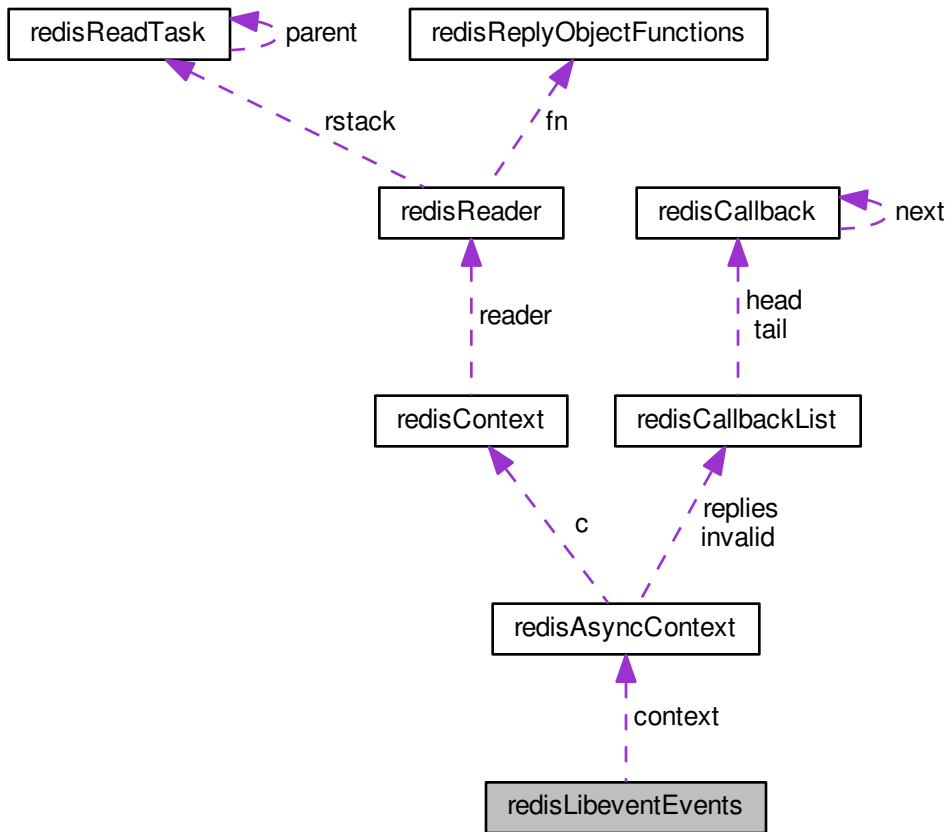 redisReadTask
parent
redisReplyObjectFunctions
rstack
fn
redisReader
redisCallback
next
reader
head
tail
redisContext
redisCallbackList
c
replies
invalid
redisAsyncContext
context
redisLibeventEvents